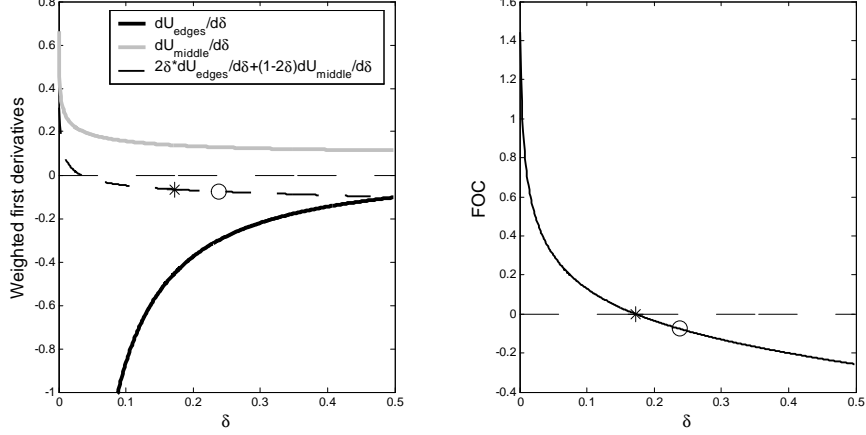 0.8
0.6
0.4
0.2
0
-0.2
-0.4
-0.6
-0.8
-1
Weighted first derivatives
dU_edges/dδ
dU_middle/dδ
2δ*dU_edges/dδ+(1-2δ)dU_middle/dδ
0 0.1 0.2 0.3 0.4 0.5
δ
1.6
1.4
1.2
1
0.8
0.6
0.4
0.2
0
-0.2
-0.4
FOC
0 0.1 0.2 0.3 0.4 0.5
δ